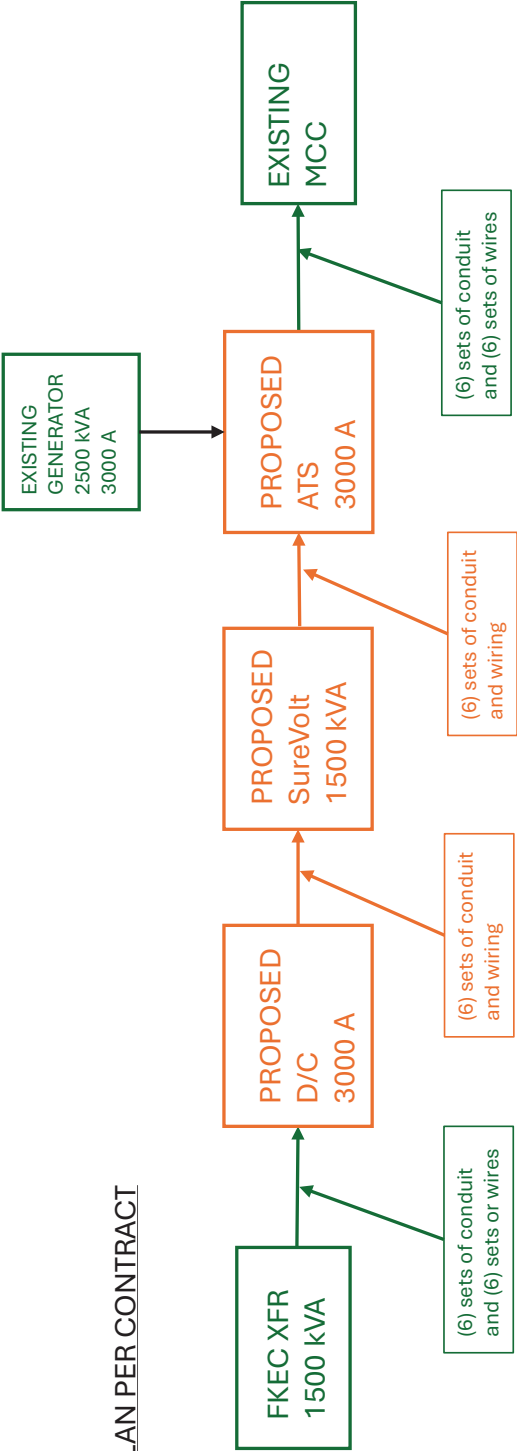 .AN PER CONTRACT
EXISTING
GENERATOR
2500 kVA
3000 A
FKEC XFR
1500 kVA
PROPOSED
D/C
3000 A
PROPOSED
SureVolt
1500 kVA
PROPOSED
ATS
3000 A
EXISTING
MCC
(6) sets of conduit
and (6) sets or wires
(6) sets of conduit
and wiring
(6) sets of conduit
and wiring
(6) sets of conduit
and (6) sets of wires